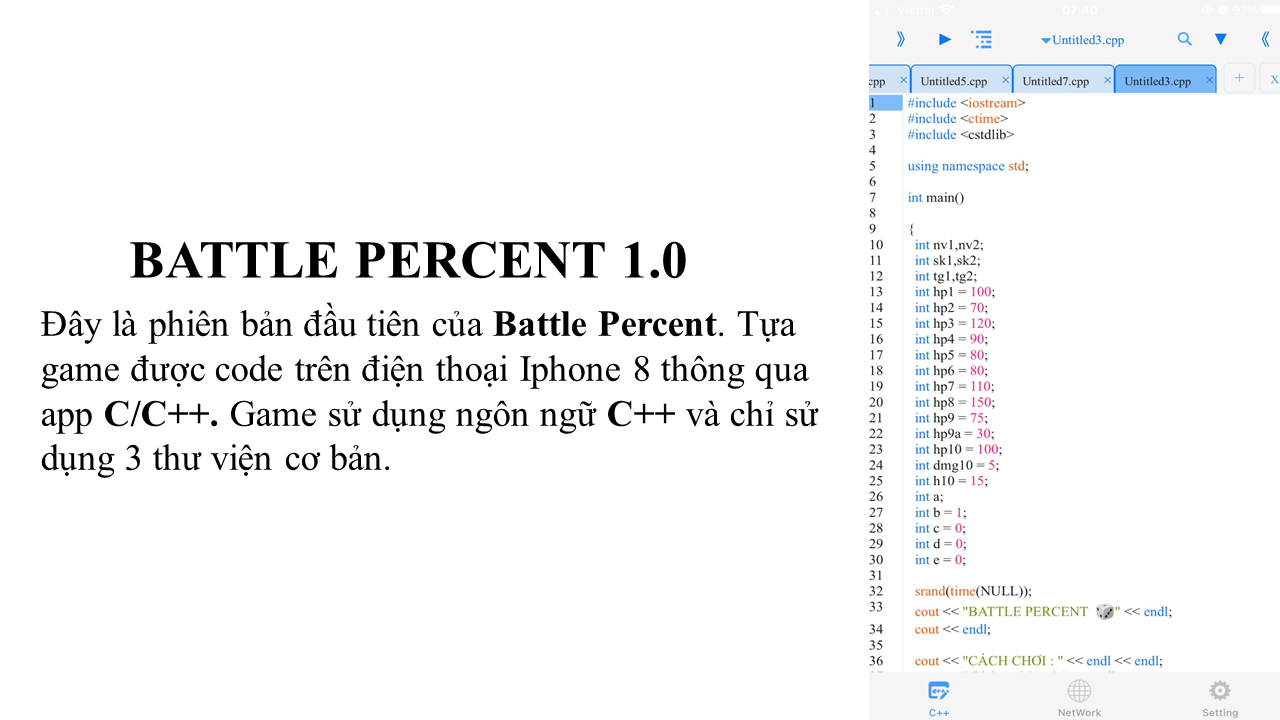 BATTLE PERCENT 1.0
Đây là phiên bản đầu tiên của Battle Percent. Tựa
game được code trên điện thoại Iphone 8 thông qua
app C/C++. Game sử dụng ngôn ngữ C++ và chỉ sử
dụng 3 thư viện cơ bản.
Viettel 07:40 97%
Untitled3.cpp
cpp × Untitled5.cpp × Untitled7.cpp × Untitled3.cpp × + X
1 #include <iostream>
2 #include <ctime>
3 #include <cstdlib>
4
5 using namespace std;
6
7 int main()
8
9 {
10 int nv1,nv2;
11 int sk1,sk2;
12 int tg1,tg2;
13 int hp1 = 100;
14 int hp2 = 70;
15 int hp3 = 120;
16 int hp4 = 90;
17 int hp5 = 80;
18 int hp6 = 80;
19 int hp7 = 110;
20 int hp8 = 150;
21 int hp9 = 75;
22 int hp9a = 30;
23 int hp10 = 100;
24 int dmg10 = 5;
25 int h10 = 15;
26 int a;
27 int b = 1;
28 int c = 0;
29 int d = 0;
30 int e = 0;
31
32 srand(time(NULL));
33 cout << "BATTLE PERCENT 🎲" << endl;
34 cout << endl;
35
36 cout << "CÁCH CHƠI : " << endl << endl;
C++ NetWork Setting